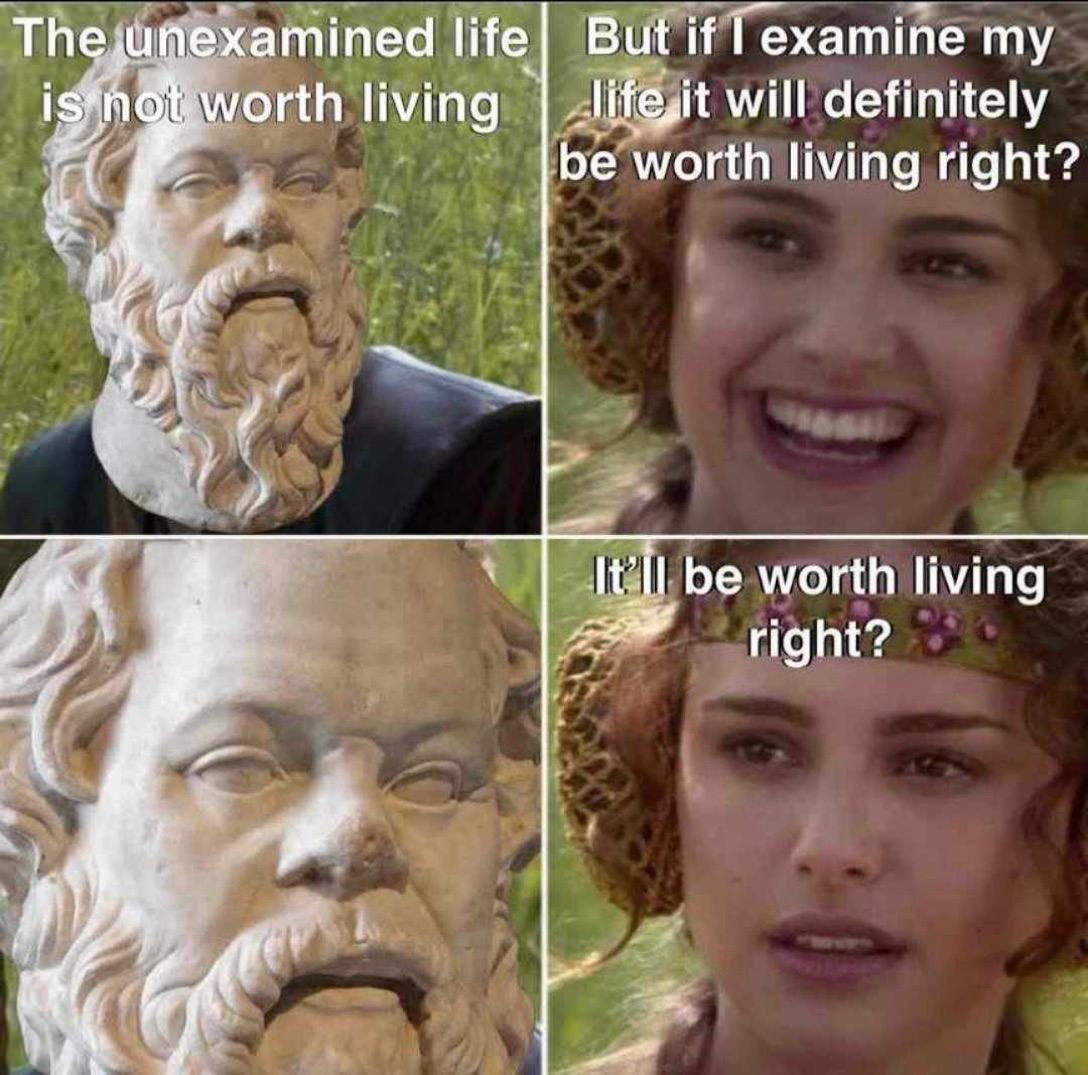 The unexamined life
is not worth living
But if I examine my
life it will definitely
be worth living right?
It'll be worth living
right?